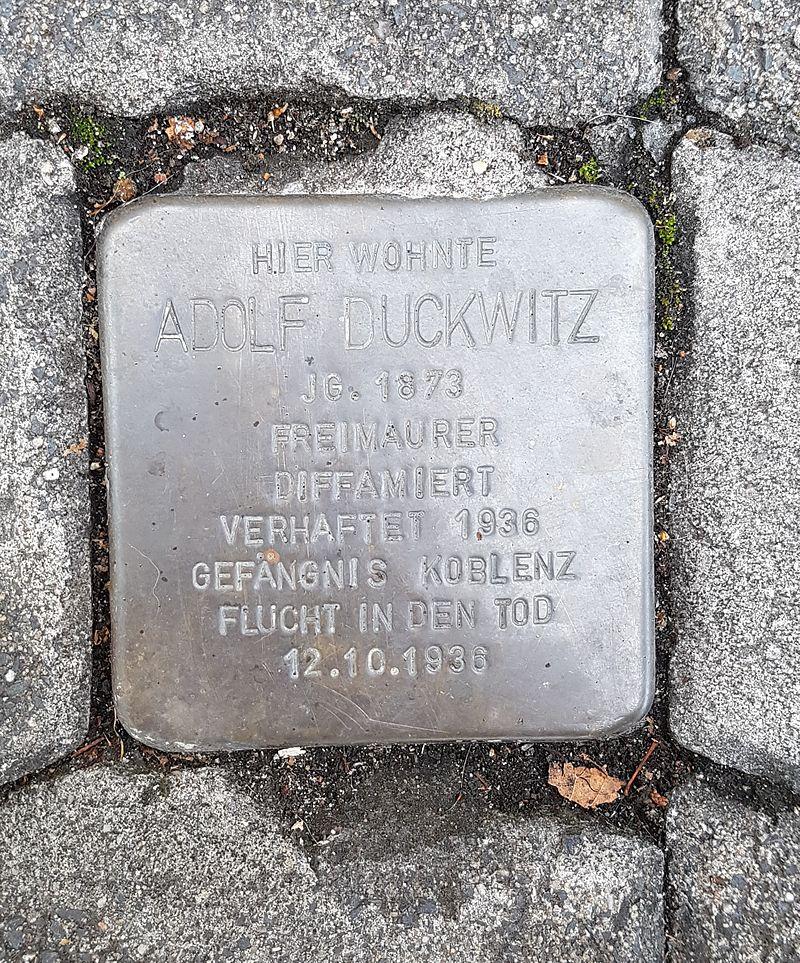 HIER WOHNTE
ADOLF DUCKWITZ
JG. 1873
FREIMAURER
DIFFAMIERT
VERHAFTET 1936
GEFÄNGNIS KOBLENZ
FLUCHT IN DEN TOD
12.10.1936